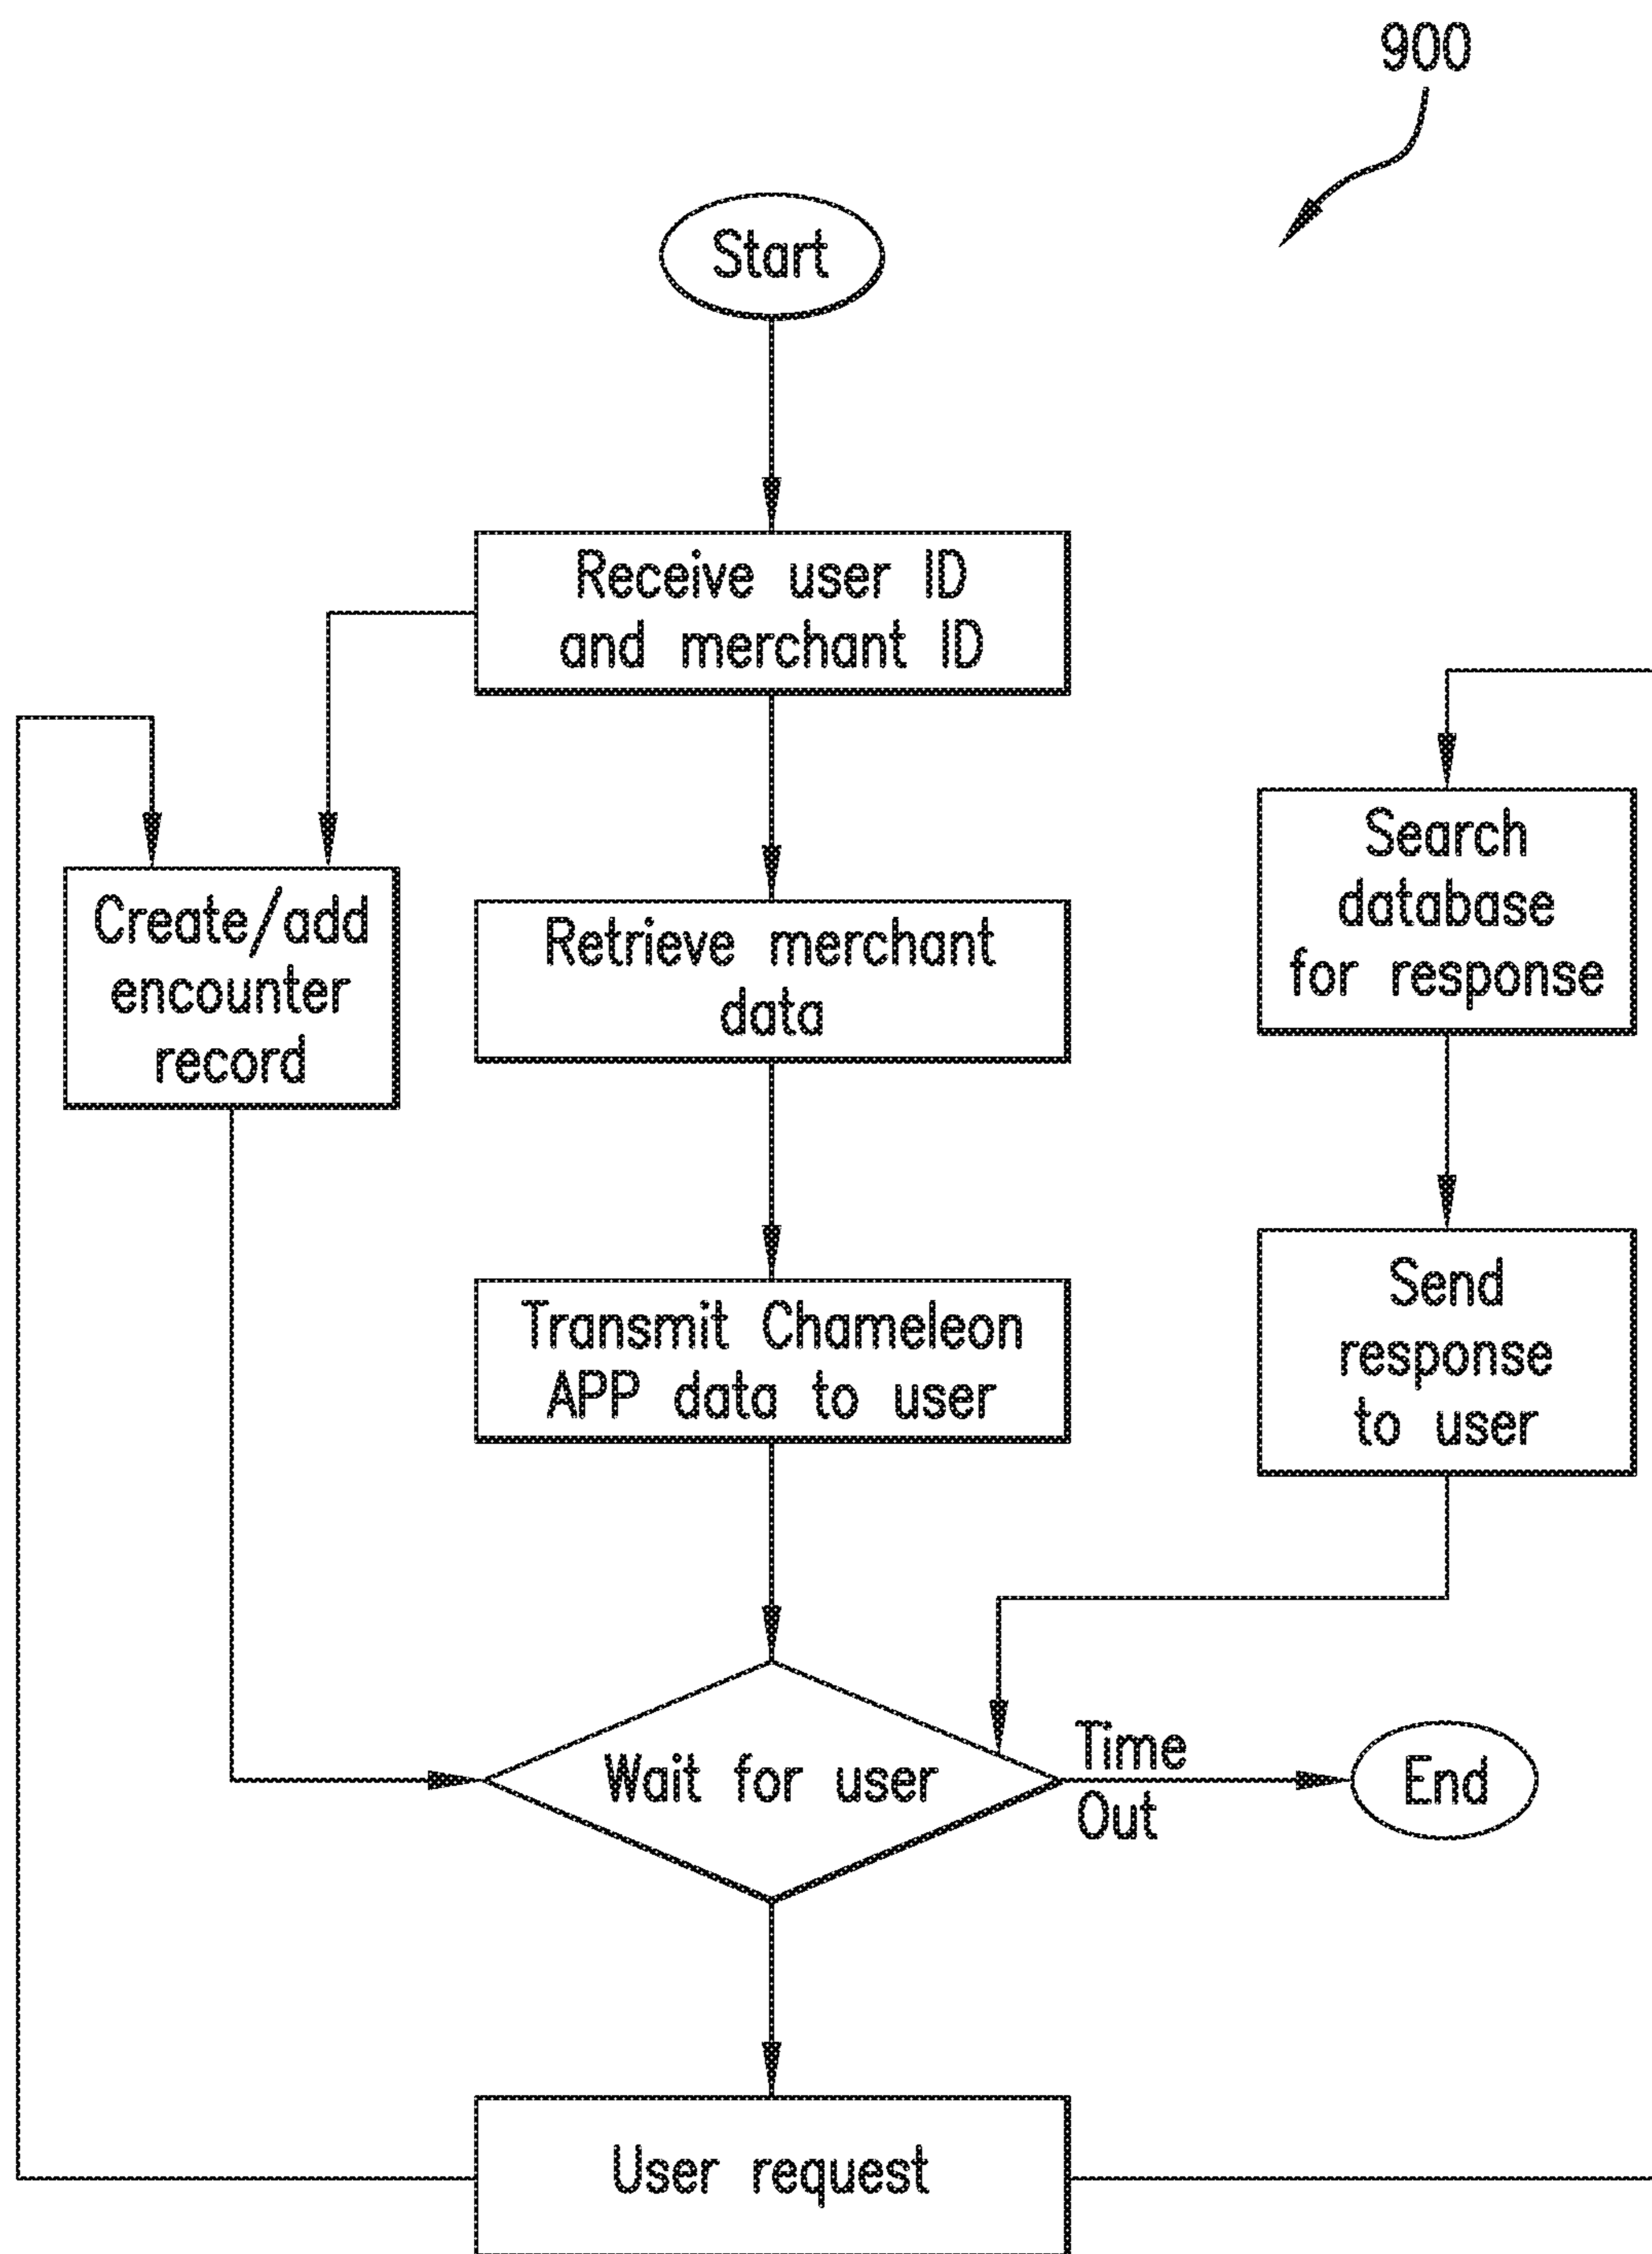 900
Start
Receive user ID
and merchant ID
Create/add
encounter
record
Retrieve merchant
data
Search
database
for response
Transmit Chameleon
APP data to user
Send
response
to user
Wait for user
Time
Out
End
User request